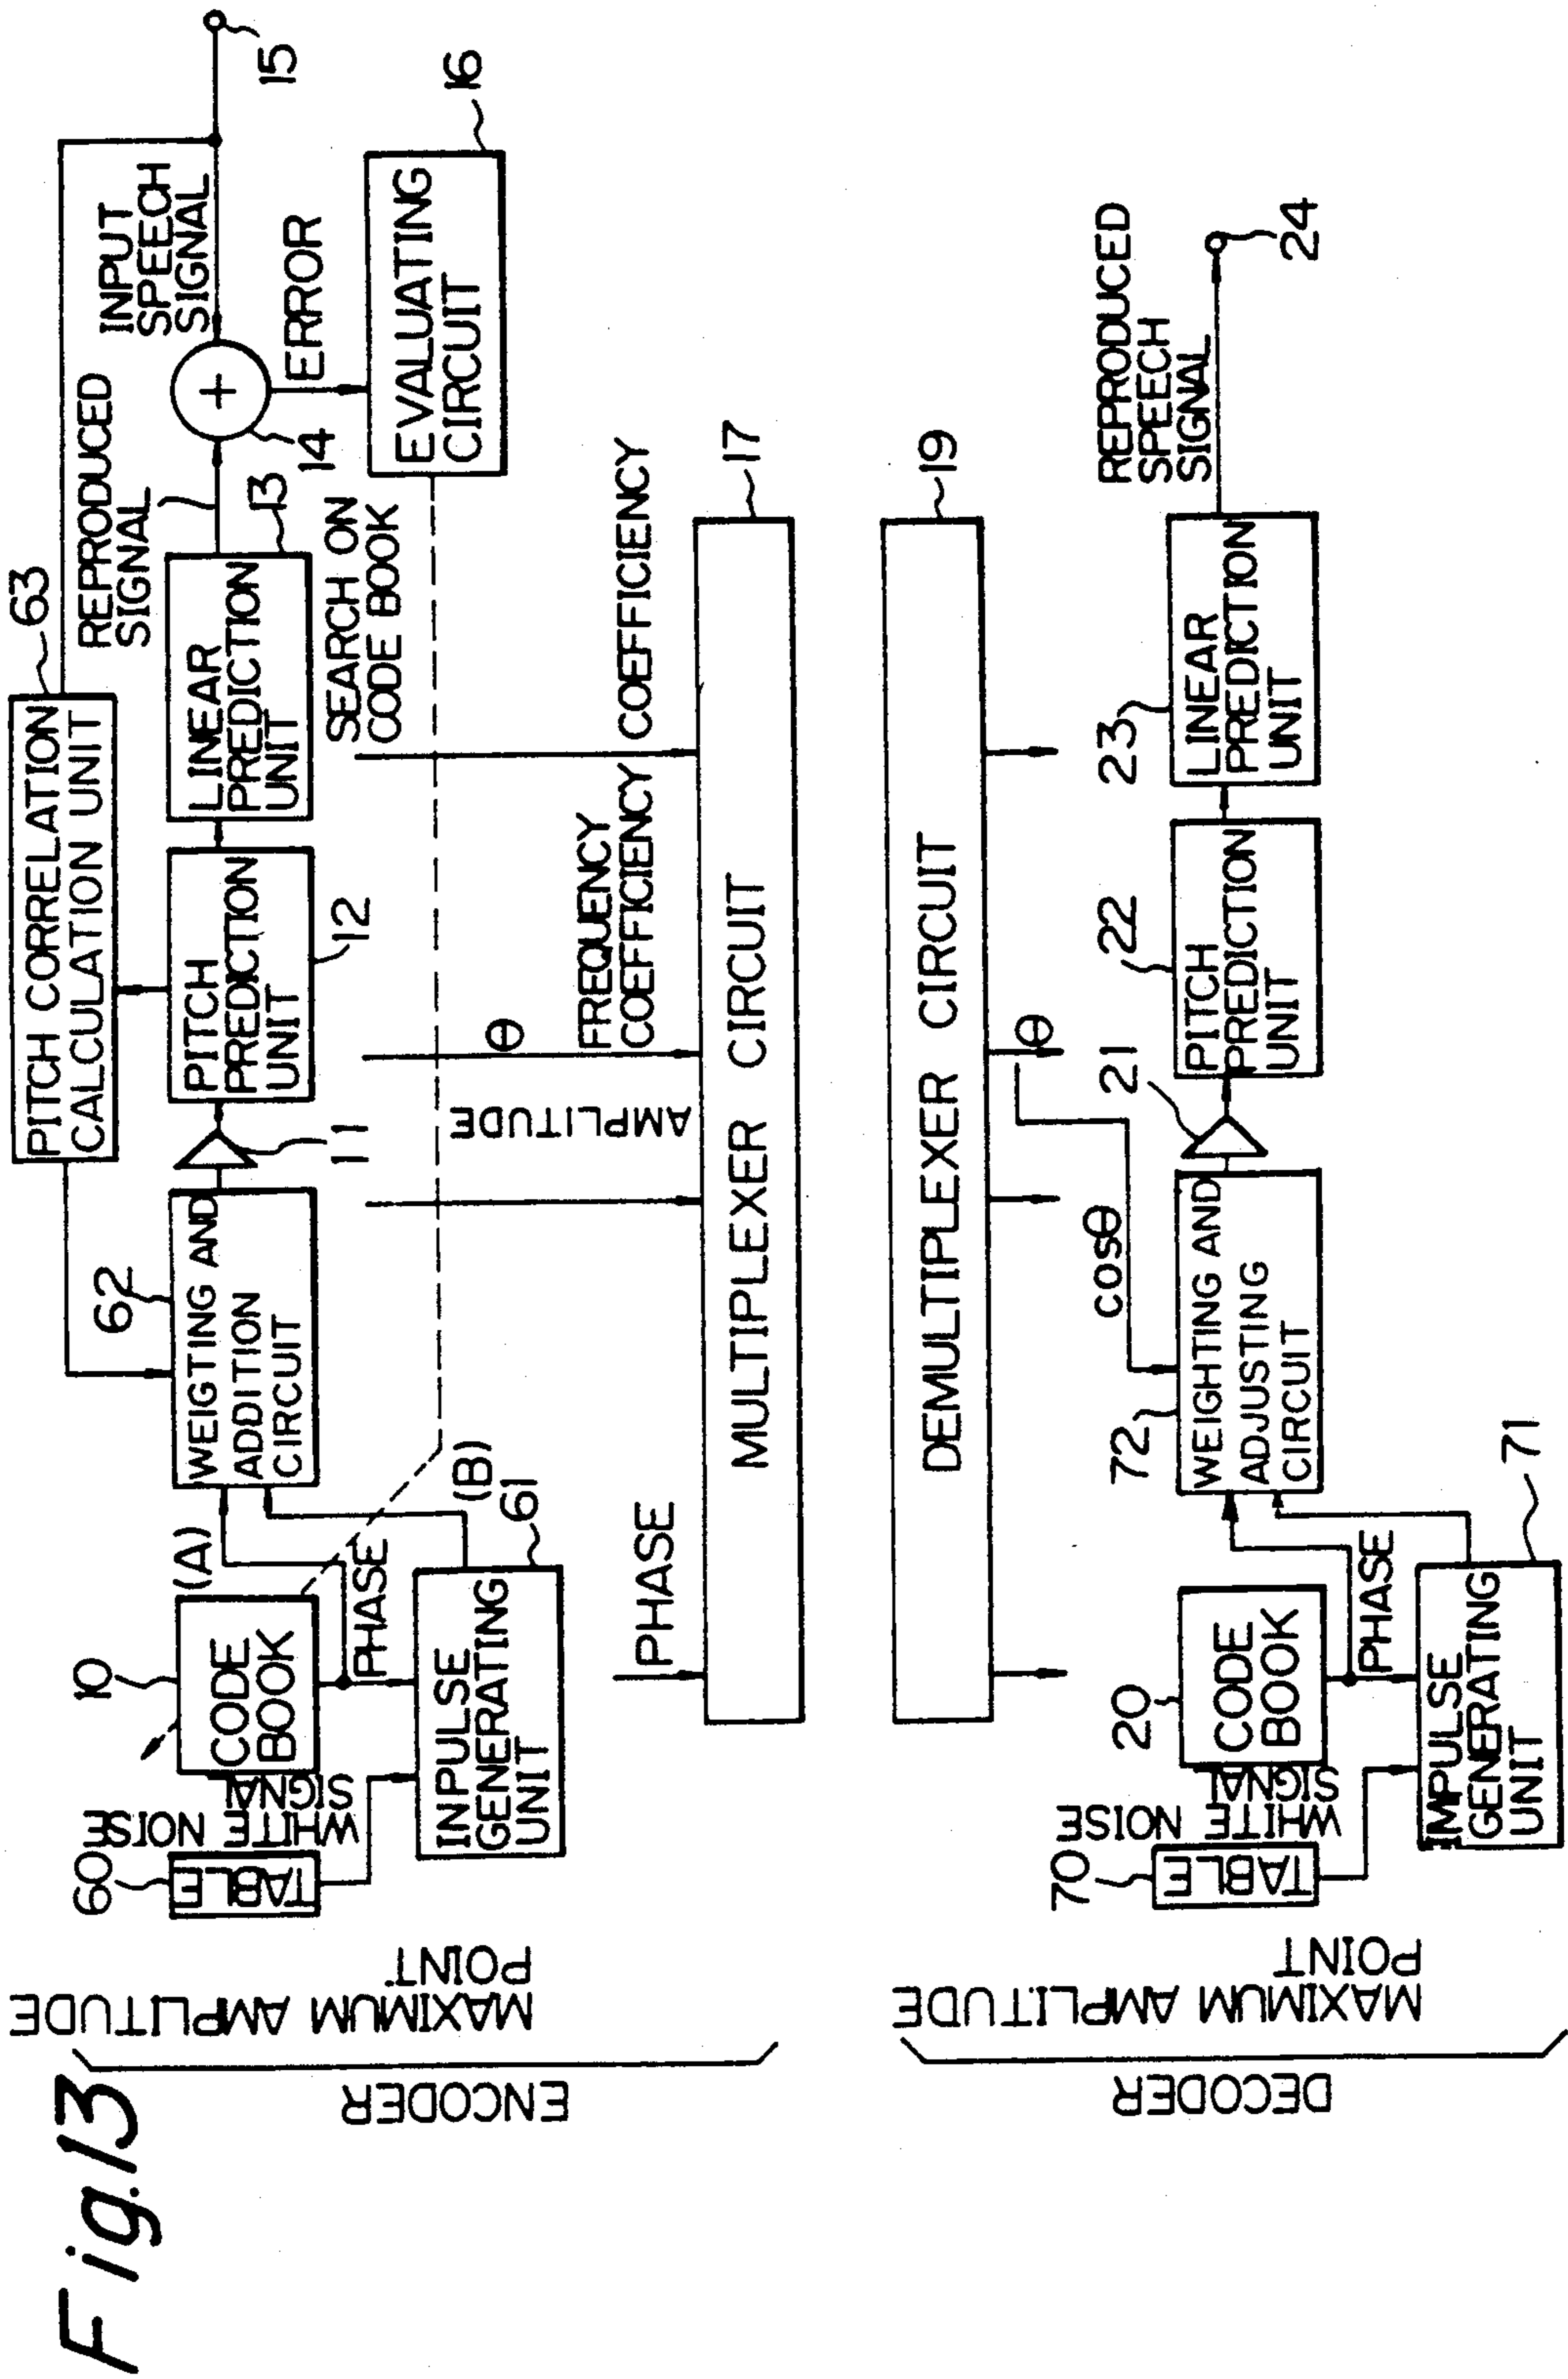 Fig.13
ENCODER
MAXIMUM AMPLITUDE
POINT
60
TABLE
WHITE NOISE
SIGNAL
10
CODE
BOOK
PHASE
(A)
(B)
61
INPULSE
GENERATING
UNIT
62
WEIGTING AND
ADDITION
CIRCUIT
11
63
PITCH CORRELATION
CALCULATION UNIT
PITCH
PREDICTION
UNIT
12
LINEAR
PREDICTION
UNIT
13
REPRODUCED
SIGNAL
14
+
INPUT
SPEECH
SIGNAL
15
ERROR
EVALUATING
CIRCUIT
16
SEARCH ON
CODE BOOK
PHASE
AMPLITUDE
θ
FREQUENCY
COEFFICIENCY
COEFFICIENCY
MULTIPLEXER CIRCUIT
17
DEMULTIPLEXER CIRCUIT
19
DECODER
MAXIMUM AMPLITUDE
POINT
70
TABLE
WHITE NOISE
SIGNAL
20
CODE
BOOK
PHASE
IMPULSE
GENERATING
UNIT
71
72
WEIGHTING AND
ADJUSTING
CIRCUIT
cosθ
θ
21
22
PITCH
PREDICTION
UNIT
23
LINEAR
PREDICTION
UNIT
REPRODUCED
SPEECH
SIGNAL
24